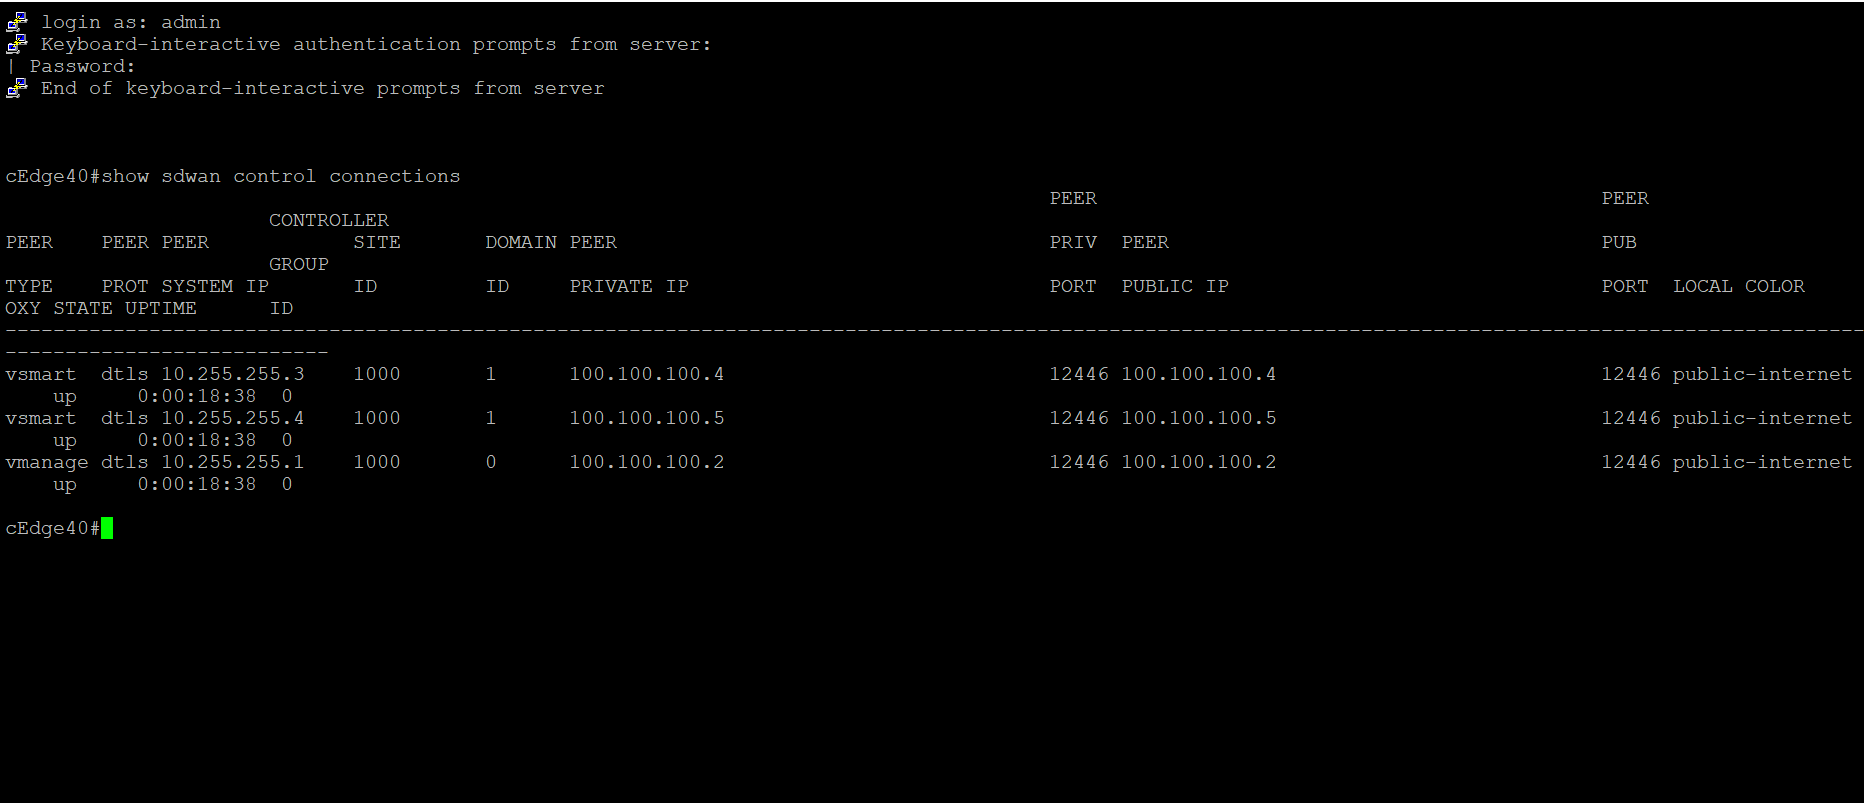 login as: admin
Keyboard-interactive authentication prompts from server:
| Password:
End of keyboard-interactive prompts from server
cEdge40#show sdwan control connections
                                                                                       PEER                                          PEER
                      CONTROLLER
PEER    PEER PEER            SITE       DOMAIN PEER                                    PRIV  PEER                                    PUB
                      GROUP
TYPE    PROT SYSTEM IP       ID         ID     PRIVATE IP                              PORT  PUBLIC IP                               PORT  LOCAL COLOR
OXY STATE UPTIME      ID
-----------------------------------------------------------------------------------------------------------------------------------------------------------
---------------------------
vsmart  dtls 10.255.255.3    1000       1      100.100.100.4                           12446 100.100.100.4                           12446 public-internet
    up     0:00:18:38  0
vsmart  dtls 10.255.255.4    1000       1      100.100.100.5                           12446 100.100.100.5                           12446 public-internet
    up     0:00:18:38  0
vmanage dtls 10.255.255.1    1000       0      100.100.100.2                           12446 100.100.100.2                           12446 public-internet
    up     0:00:18:38  0
cEdge40#